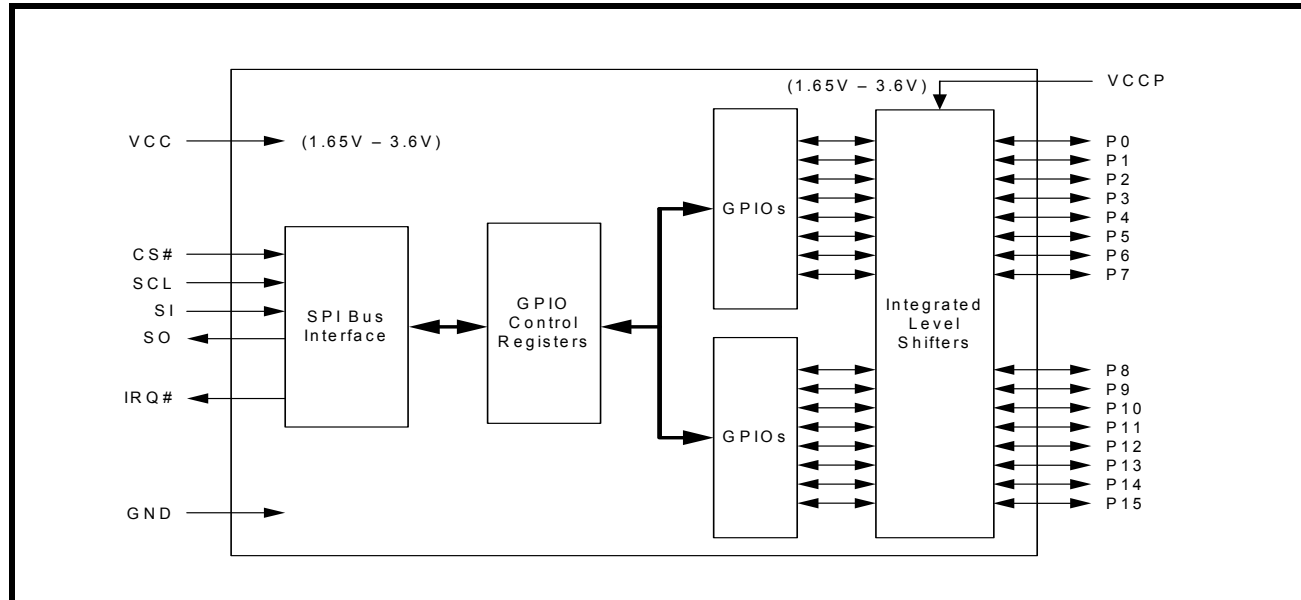 (1.65V – 3.6V)
VCCP
VCC
(1.65V – 3.6V)
CS#
SCL
SI
SO
IRQ#
GND
SPI Bus
Interface
GPIO
Control
Registers
GPIOs
GPIOs
Integrated
Level
Shifters
P0
P1
P2
P3
P4
P5
P6
P7
P8
P9
P10
P11
P12
P13
P14
P15